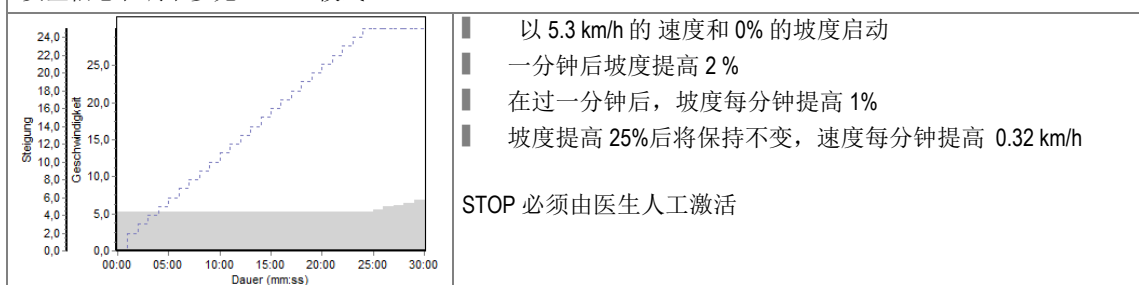 24,0
22,0
20,0
18,0
16,0
14,0
12,0
10,0
8,0
6,0
4,0
2,0
0,0
Steigung
25,0
20,0
15,0
10,0
5,0
0,0
Geschwindigkeit
00:00 05:00 10:00 15:00 20:00 25:00 30:00
Dauer (mm:ss)
以 5.3 km/h 的 速度和 0% 的坡度启动
一分钟后坡度提高 2 %
在过一分钟后，坡度每分钟提高 1%
坡度提高 25%后将保持不变，速度每分钟提高 0.32 km/h
STOP 必须由医生人工激活